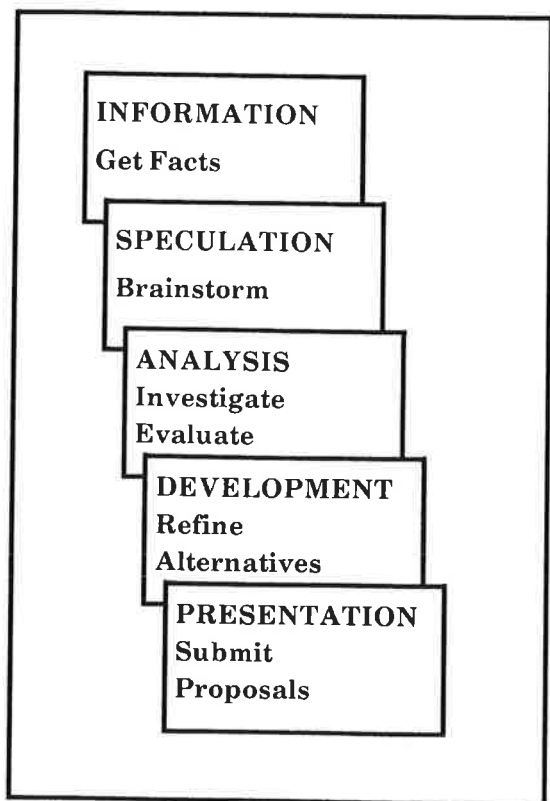 INFORMATION
Get Facts
SPECULATION
Brainstorm
ANALYSIS
Investigate
Evaluate
DEVELOPMENT
Refine
Alternatives
PRESENTATION
Submit
Proposals